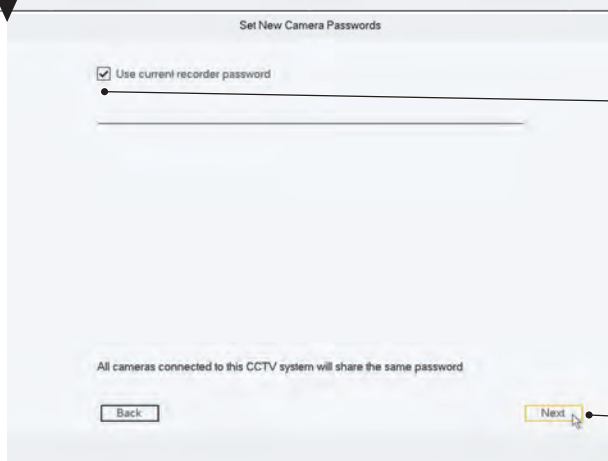 Set New Camera Passwords
Use current recorder password
All cameras connected to this CCTV system will share the same password
Back
Next